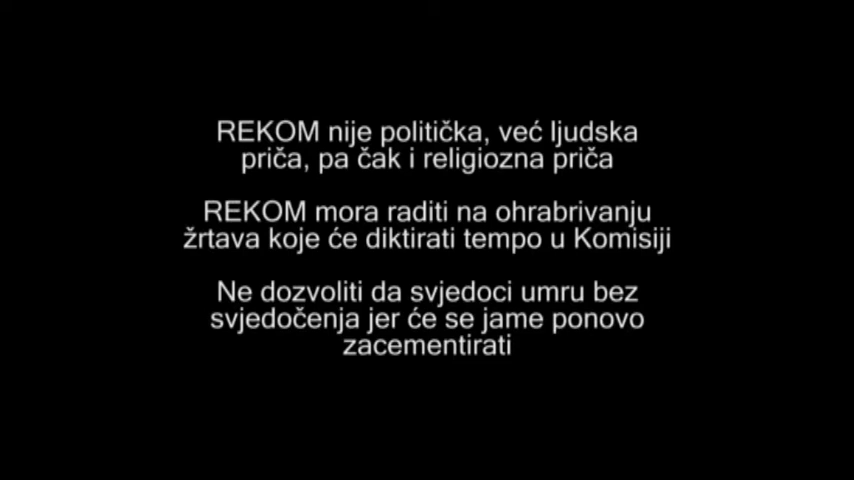 REKOM nije politička, već ljudska
priča, pa čak i religiozna priča
REKOM mora raditi na ohrabrivanju
žrtava koje će diktirati tempo u Komisiji
Ne dozvoliti da svjedoci umru bez
svjedočenja jer će se jame ponovo
zacementirati